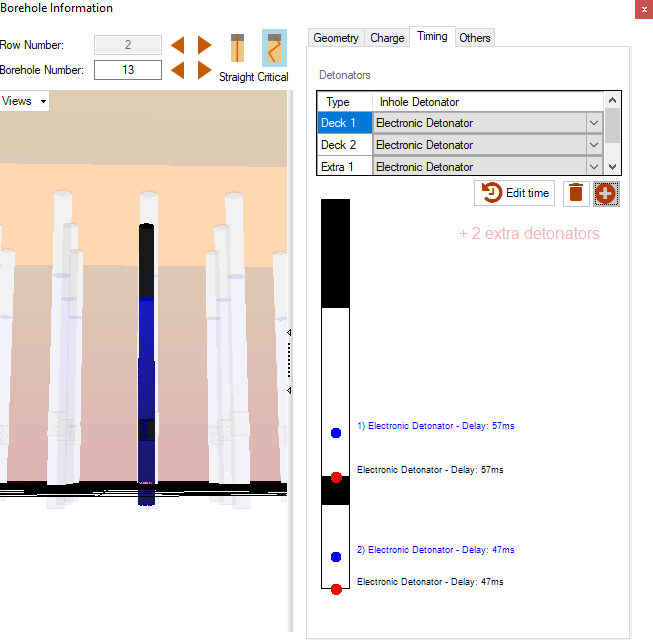 Borehole Information
x
Row Number:
2
Borehole Number:
13
Straight Critical
Views
Geometry
Charge
Timing
Others
Detonators
Type Inhole Detonator
Deck 1 Electronic Detonator
Deck 2 Electronic Detonator
Extra 1 Electronic Detonator
Edit time
+ 2 extra detonators
1) Electronic Detonator - Delay: 57ms
Electronic Detonator - Delay: 57ms
2) Electronic Detonator - Delay: 47ms
Electronic Detonator - Delay: 47ms